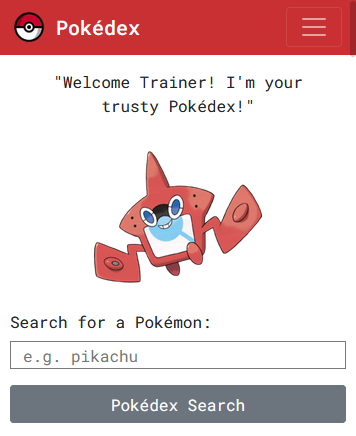 Pokédex
"Welcome Trainer! I'm your
trusty Pokédex!"
Search for a Pokémon:
e.g. pikachu
Pokédex Search